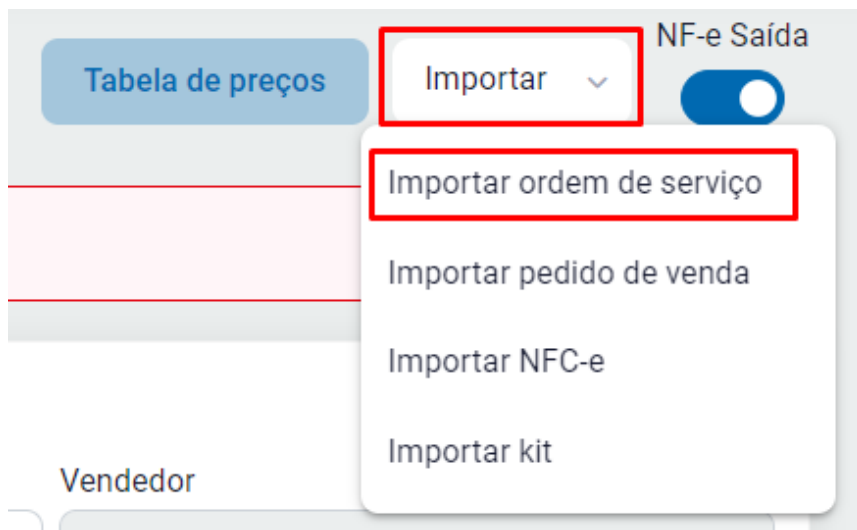 NF-e Saída
Tabela de preços
Importar
Importar ordem de serviço
Importar pedido de venda
Importar NFC-e
Importar kit
Vendedor